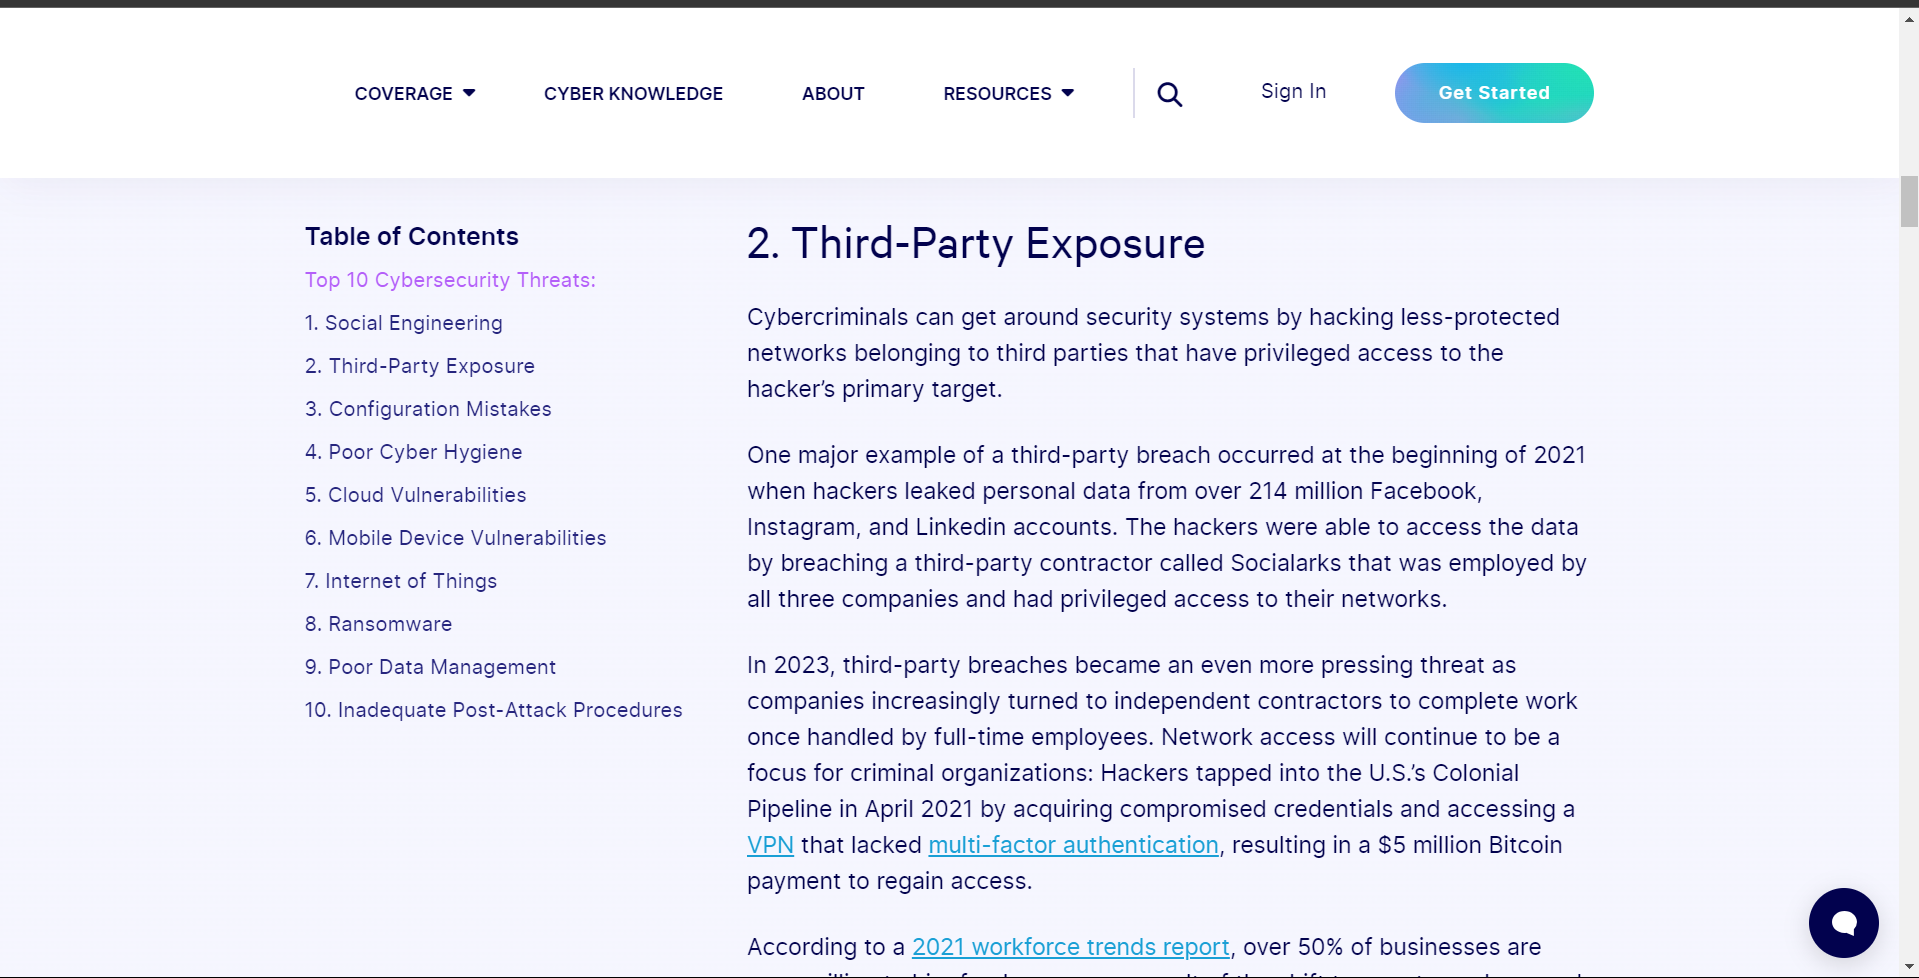 COVERAGE
CYBER KNOWLEDGE
ABOUT
RESOURCES
Sign In
Get Started
Table of Contents
Top 10 Cybersecurity Threats:
1. Social Engineering
2. Third-Party Exposure
3. Configuration Mistakes
4. Poor Cyber Hygiene
5. Cloud Vulnerabilities
6. Mobile Device Vulnerabilities
7. Internet of Things
8. Ransomware
9. Poor Data Management
10. Inadequate Post-Attack Procedures
2. Third-Party Exposure
Cybercriminals can get around security systems by hacking less-protected
networks belonging to third parties that have privileged access to the
hacker’s primary target.
One major example of a third-party breach occurred at the beginning of 2021
when hackers leaked personal data from over 214 million Facebook,
Instagram, and Linkedin accounts. The hackers were able to access the data
by breaching a third-party contractor called Socialarks that was employed by
all three companies and had privileged access to their networks.
In 2023, third-party breaches became an even more pressing threat as
companies increasingly turned to independent contractors to complete work
once handled by full-time employees. Network access will continue to be a
focus for criminal organizations: Hackers tapped into the U.S.’s Colonial
Pipeline in April 2021 by acquiring compromised credentials and accessing a
VPN that lacked multi-factor authentication, resulting in a $5 million Bitcoin
payment to regain access.
According to a 2021 workforce trends report, over 50% of businesses are